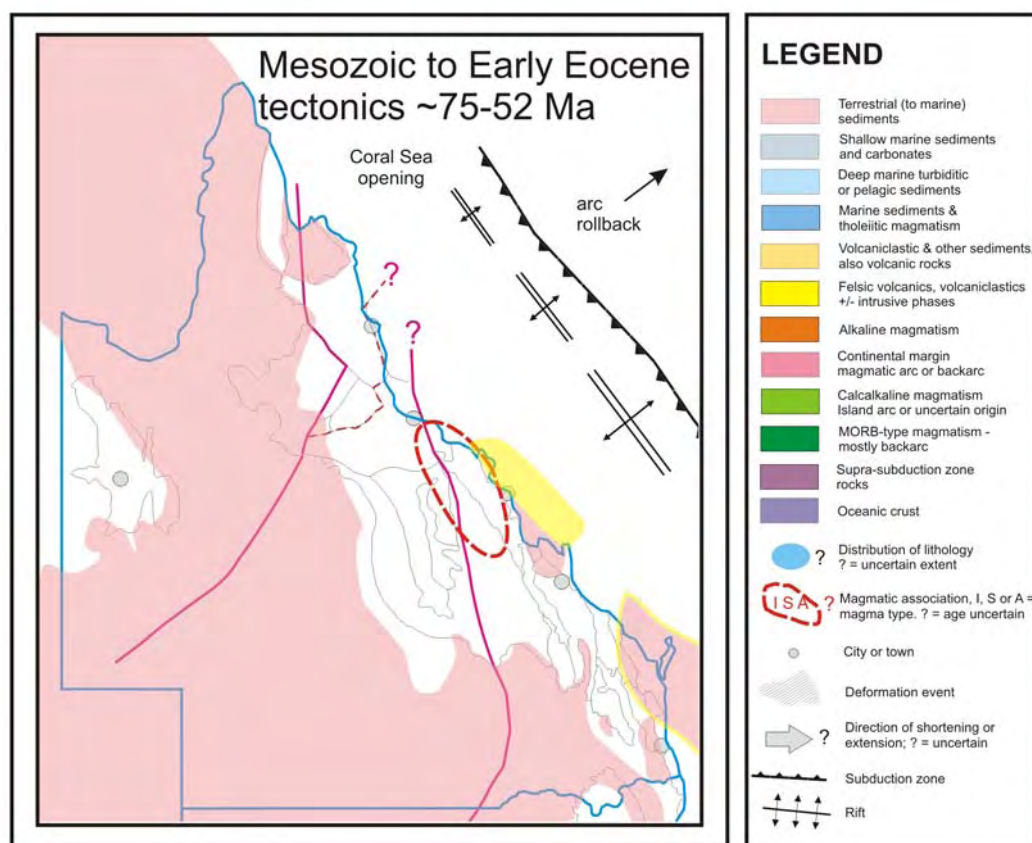 Mesozoic to Early Eocene
tectonics ~75-52 Ma
Coral Sea
opening
arc
rollback
?
?
LEGEND
Terrestrial (to marine)
sediments
Shallow marine sediments
and carbonates
Deep marine turbiditic
or pelagic sediments
Marine sediments &
tholeiitic magmatism
Volcaniclastic & other sediments,
also volcanic rocks
Felsic volcanics, volcaniclastics
+/- intrusive phases
Alkaline magmatism
Continental margin
magmatic arc or backarc
Calcalkaline magmatism
Island arc or uncertain origin
MORB-type magmatism -
mostly backarc
Supra-subduction zone
rocks
Oceanic crust
? Distribution of lithology
? = uncertain extent
I S A ? Magmatic association, I, S or A =
magma type. ? = age uncertain
City or town
Deformation event
? Direction of shortening or
extension; ? = uncertain
Subduction zone
Rift